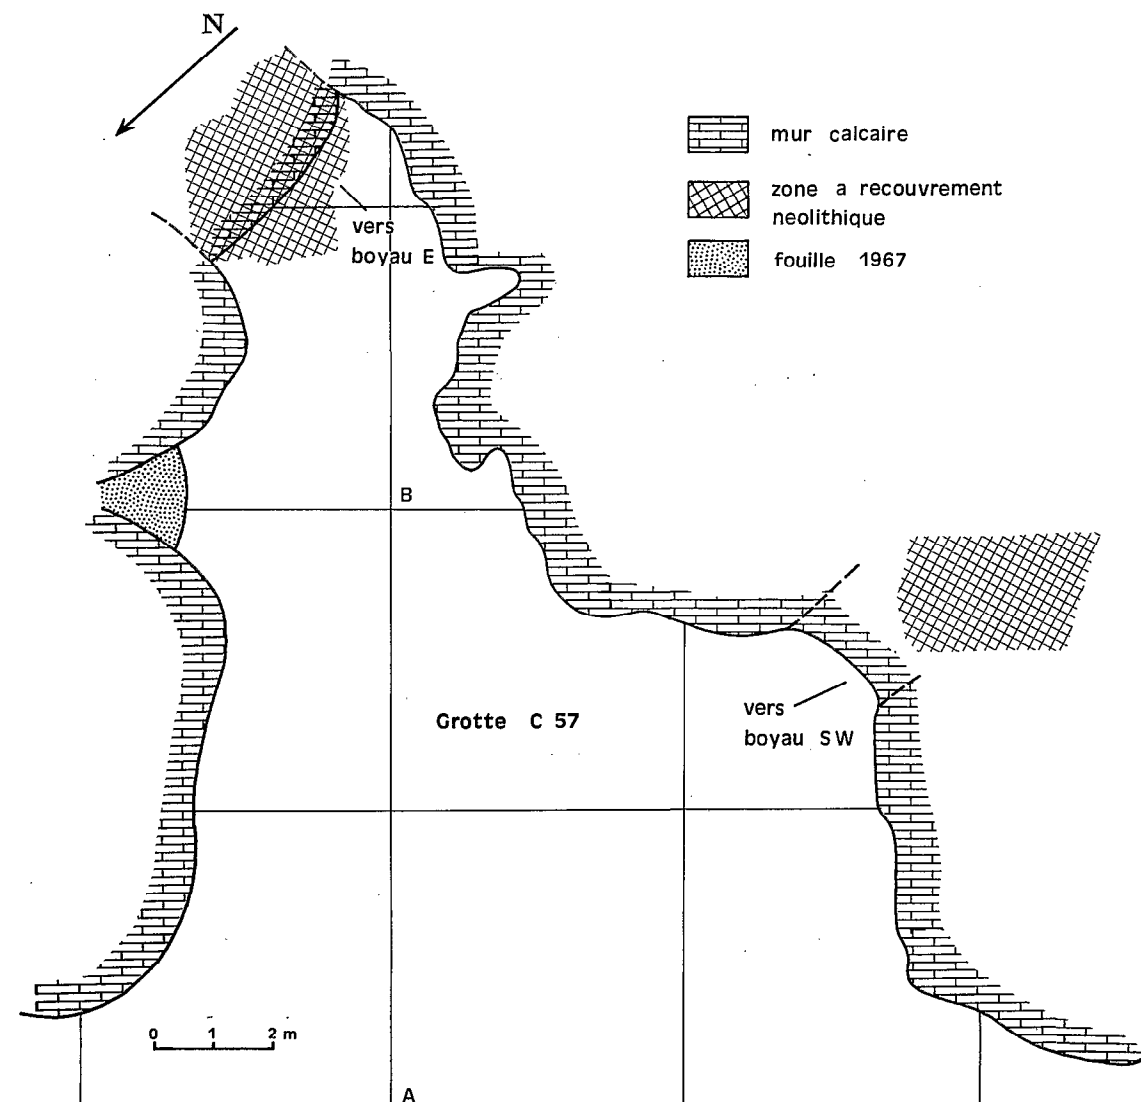 N
mur calcaire
zone a recouvrement
neolithique
fouille 1967
vers
boyau E
B
Grotte C 57
vers
boyau SW
0 1 2 m
A